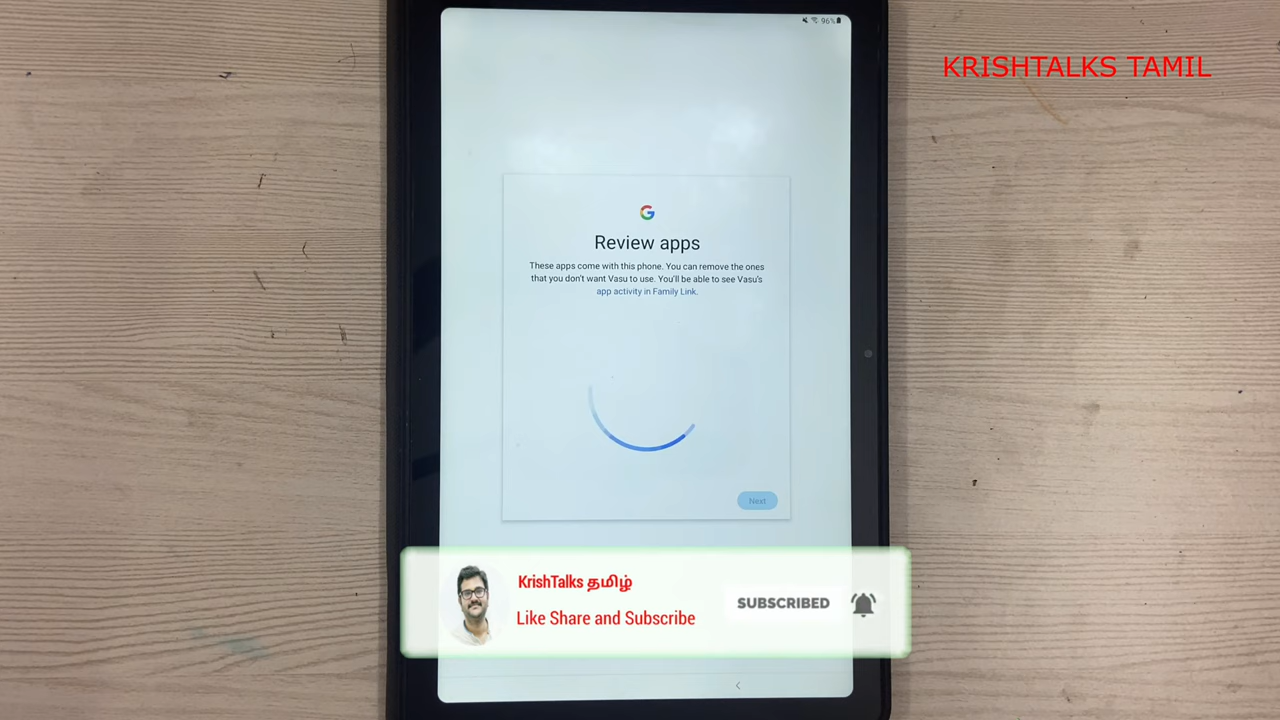 96%
KRISHTALKS TAMIL
G
Review apps
These apps come with this phone. You can remove the ones
that you don't want Vasu to use. You'll be able to see Vasu's
app activity in Family Link.
Next
KrishTalks தமிழ்
Like Share and Subscribe
SUBSCRIBED